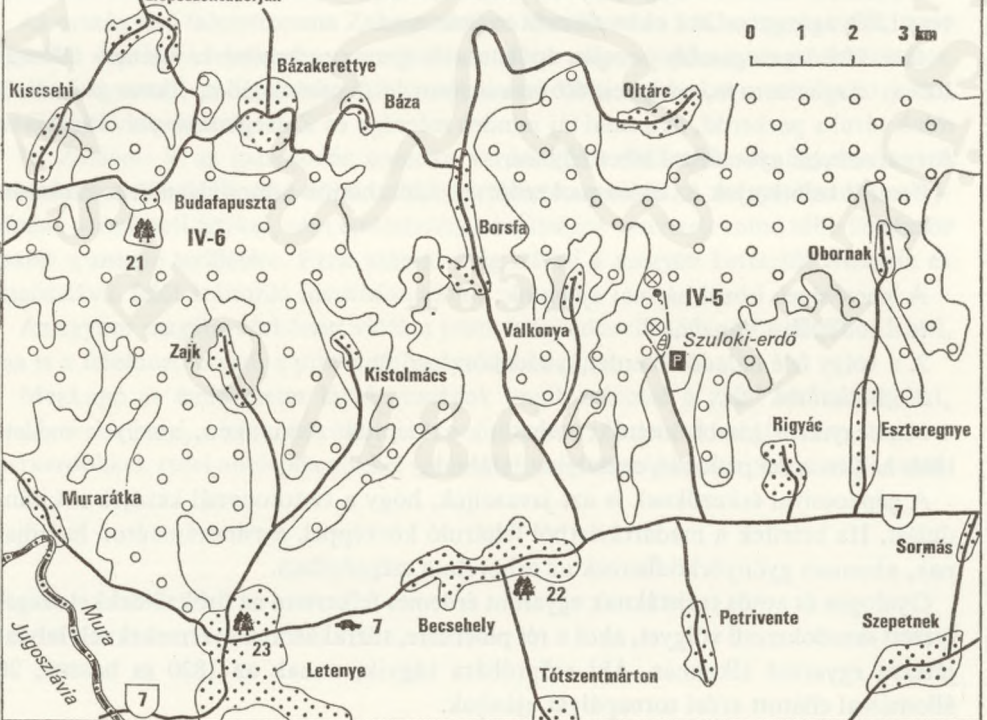 0 1 2 3 km
Bázakerettye
Kiscsehi
Báza
Oltárc
Budafapuszta
Borsfa
IV-6
21
Obornak
IV-5
Valkonya
Szuloki-erdő
Zajk
P
Kistolmács
Rigyác
Eszteregnye
Murarátka
7
Sormás
22
Mura
7
Becsehely
Petrivente
Szepetnek
23
Jugoszlávia
Letenye
Tótszentmárton
7